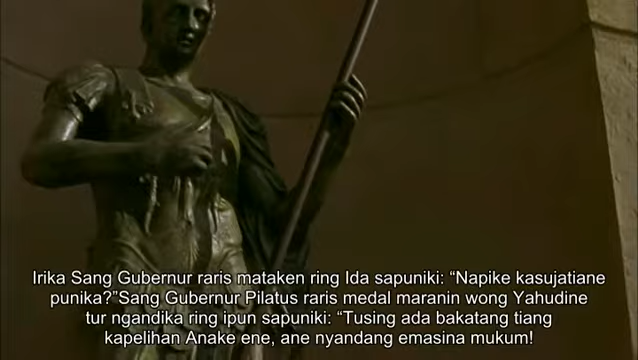 Irika Sang Gubernur raris mataken ring Ida sapuniki: “Napike kasujatiane
punika?”Sang Gubernur Pilatus raris medal maranin wong Yahudine
tur ngandika ring ipun sapuniki: “Tusing ada bakatang tiang
kapelihan Anake ene, ane nyandang emasina mukum!